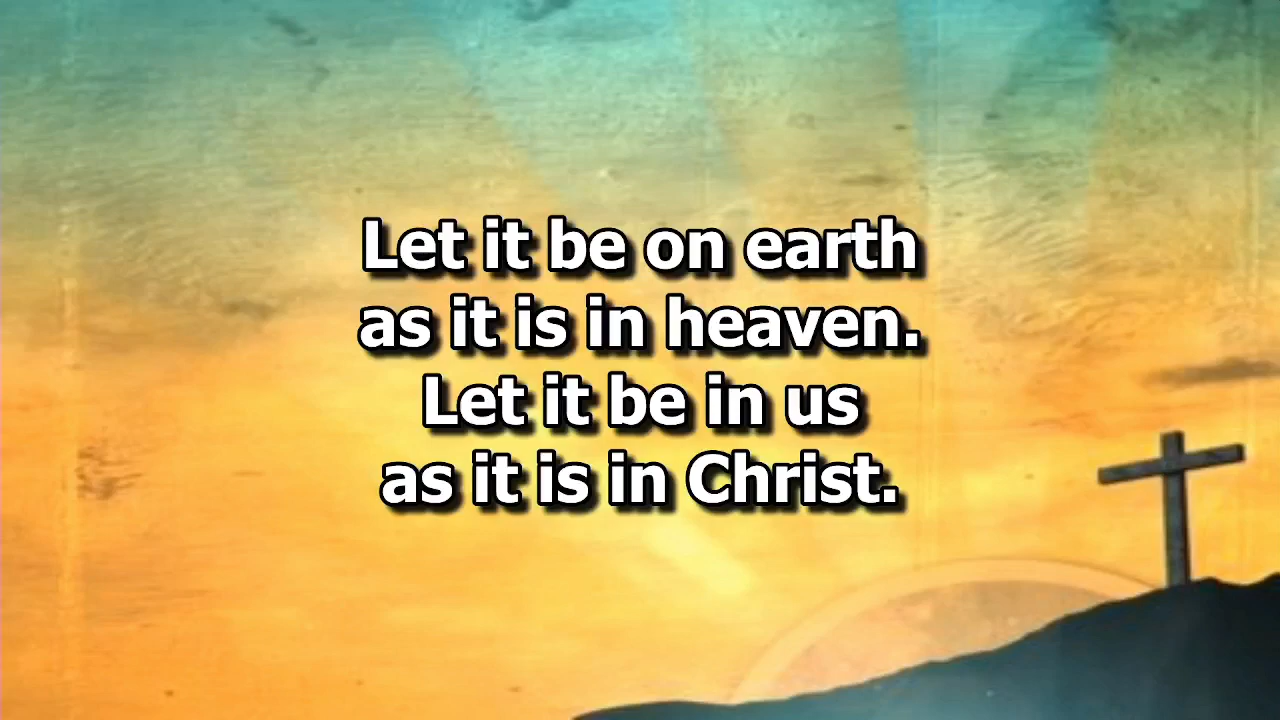 Let it be on earth
as it is in heaven.
Let it be in us
as it is in Christ.